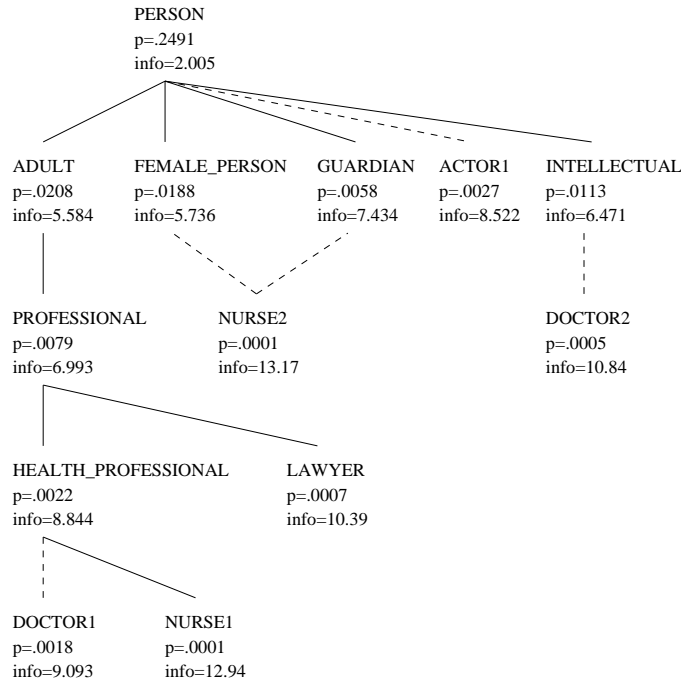 PERSON
p=.2491
info=2.005
ADULT
p=.0208
info=5.584
FEMALE_PERSON
p=.0188
info=5.736
GUARDIAN
p=.0058
info=7.434
ACTOR1
p=.0027
info=8.522
INTELLECTUAL
p=.0113
info=6.471
PROFESSIONAL
p=.0079
info=6.993
NURSE2
p=.0001
info=13.17
DOCTOR2
p=.0005
info=10.84
HEALTH_PROFESSIONAL
p=.0022
info=8.844
LAWYER
p=.0007
info=10.39
DOCTOR1
p=.0018
info=9.093
NURSE1
p=.0001
info=12.94